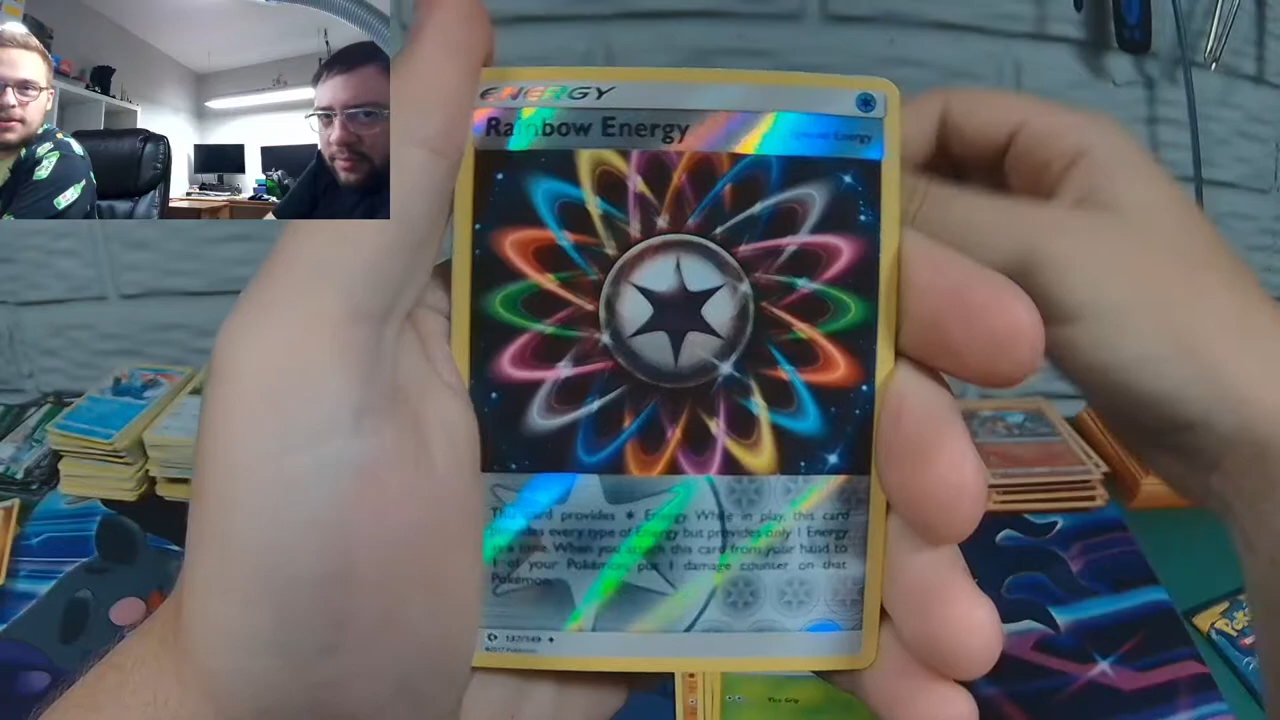 ENERGY
Rainbow Energy
Special Energy
This card provides Energy. While in play, this card
provides every type of Energy but provides only 1 Energy
at a time. When you attach this card from your hand to
1 of your Pokémon, put 1 damage counter on that
Pokémon.
137/149
©2017 Pokémon
Vice Grip